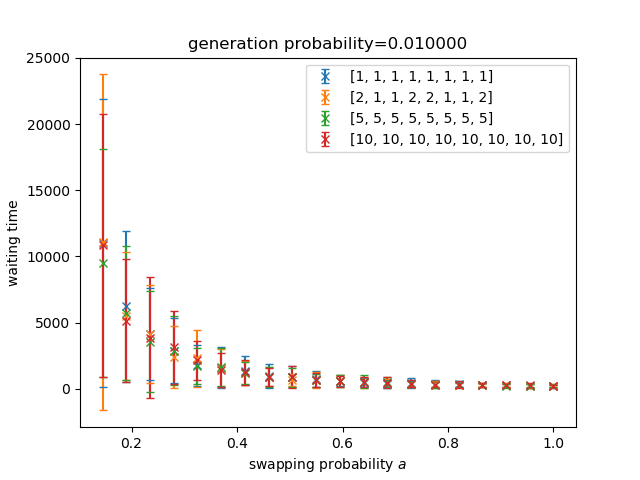 generation probability=0.010000
25000
20000
15000
10000
5000
0
waiting time
[1, 1, 1, 1, 1, 1, 1, 1]
[2, 1, 1, 2, 2, 1, 1, 2]
[5, 5, 5, 5, 5, 5, 5, 5]
[10, 10, 10, 10, 10, 10, 10, 10]
0.2 0.4 0.6 0.8 1.0
swapping probability a